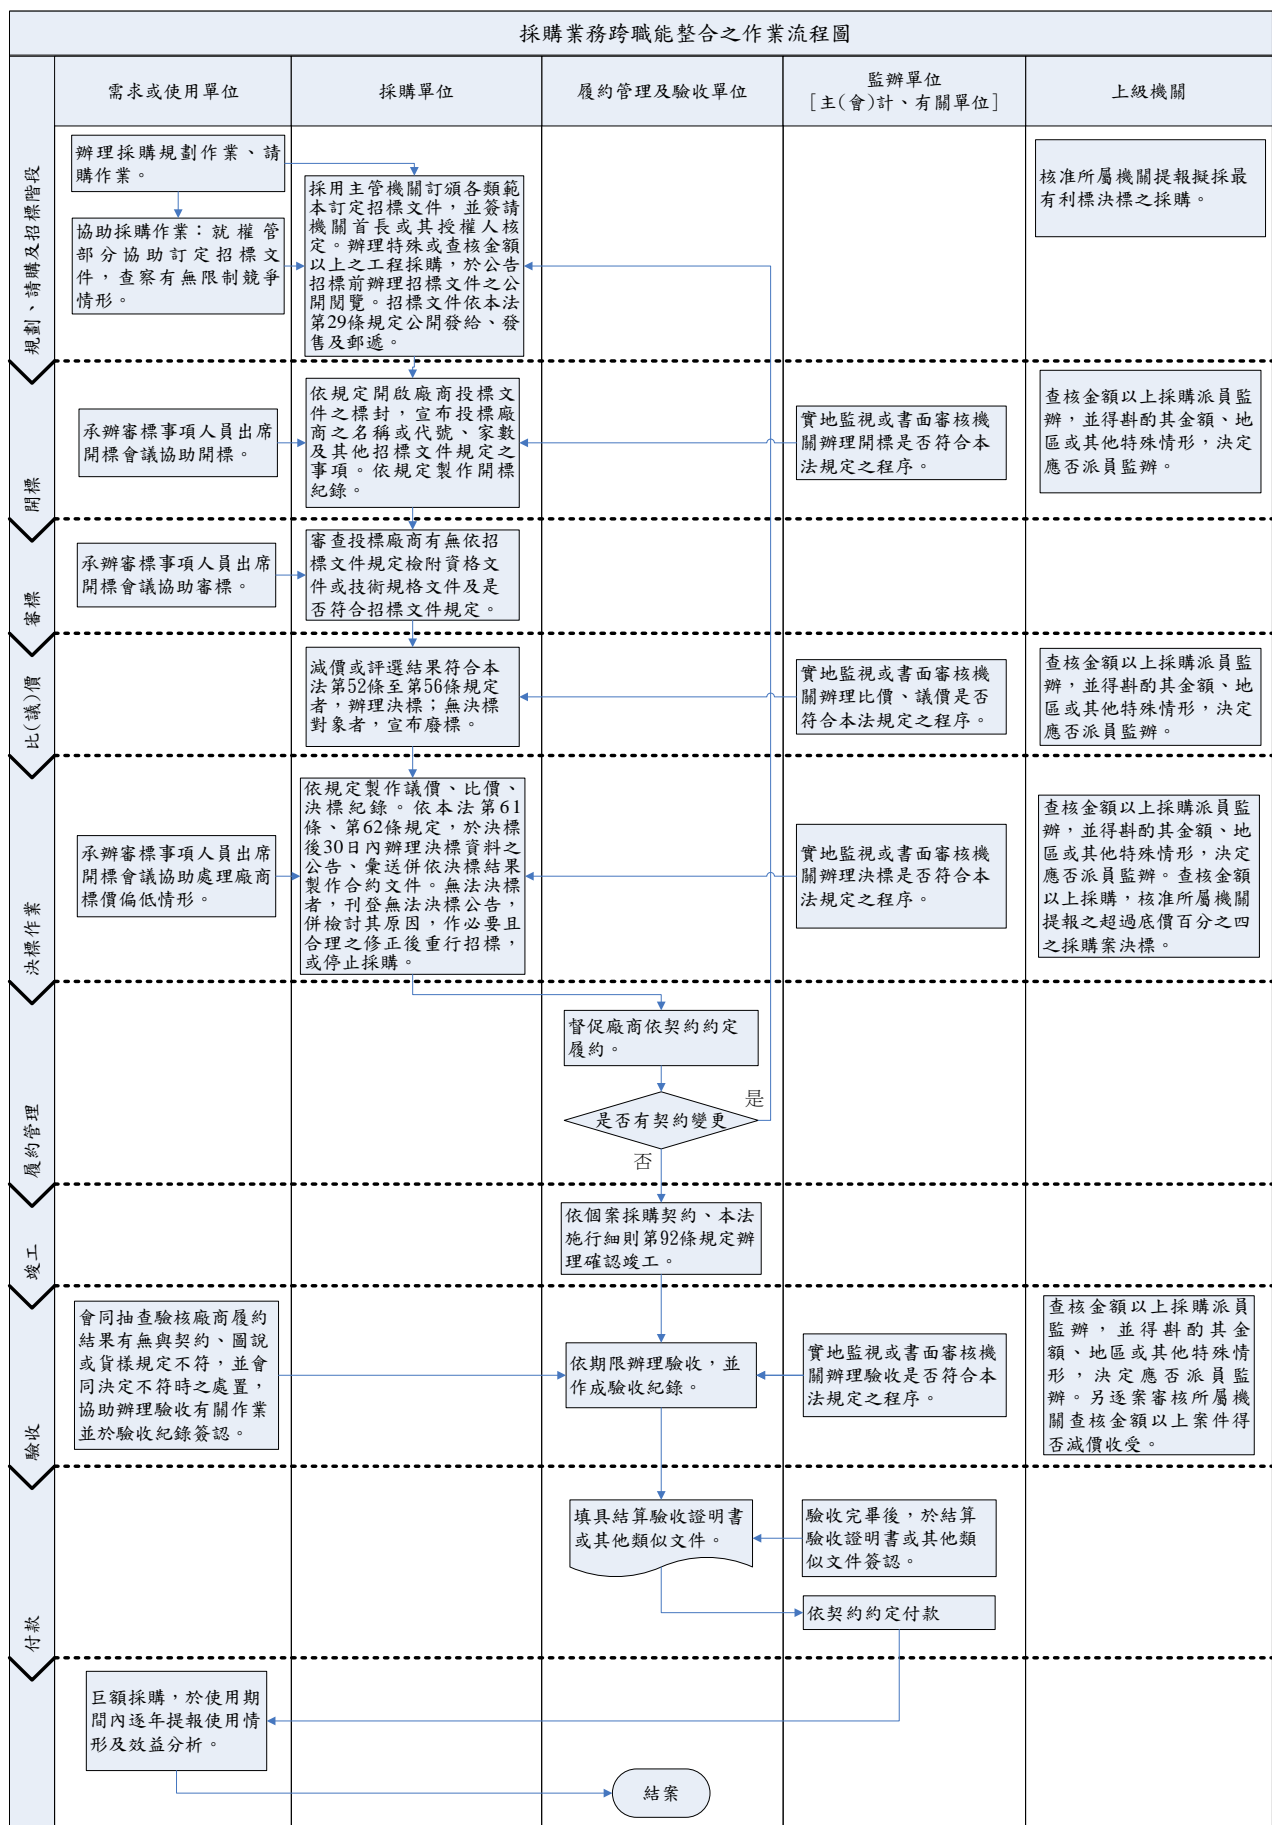 採購業務跨職能整合之作業流程圖
需求或使用單位
採購單位
履約管理及驗收單位
監辦單位
[主(會)計、有關單位]
上級機關
規劃、請購及招標階段
辦理採購規劃作業、請
購作業。
協助採購作業：就權管
部分協助訂定招標文
件，查察有無限制競爭
情形。
採用主管機關訂頒各類範
本訂定招標文件，並簽請
機關首長或其授權人核
定。辦理特殊或查核金額
以上之工程採購，於公告
招標前辦理招標文件之公
開閱覽。招標文件依本法
第29條規定公開發給、發
售及郵遞。
核准所屬機關提報擬採最
有利標決標之採購。
開標
承辦審標事項人員出席
開標會議協助開標。
依規定開啟廠商投標文
件之標封，宣布投標廠
商之名稱或代號、家數
及其他招標文件規定之
事項。依規定製作開標
紀錄。
實地監視或書面審核機
關辦理開標是否符合本
法規定之程序。
查核金額以上採購派員監
辦，並得斟酌其金額、地
區或其他特殊情形，決定
應否派員監辦。
審標
承辦審標事項人員出席
開標會議協助審標。
審查投標廠商有無依招
標文件規定檢附資格文
件或技術規格文件及是
否符合招標文件規定。
比(議)價
減價或評選結果符合本
法第52條至第56條規定
者，辦理決標；無決標
對象者，宣布廢標。
實地監視或書面審核機
關辦理比價、議價是否
符合本法規定之程序。
查核金額以上採購派員監
辦，並得斟酌其金額、地
區或其他特殊情形，決定
應否派員監辦。
決標作業
承辦審標事項人員出席
開標會議協助處理廠商
標價偏低情形。
依規定製作議價、比價、
決標紀錄。依本法第61
條、第62條規定，於決標
後30日內辦理決標資料之
公告、彙送併依決標結果
製作合約文件。無法決標
者，刊登無法決標公告，
併檢討其原因，作必要且
合理之修正後重行招標，
或停止採購。
實地監視或書面審核機
關辦理決標是否符合本
法規定之程序。
查核金額以上採購派員監
辦，並得斟酌其金額、地
區或其他特殊情形，決定
應否派員監辦。查核金額
以上採購，核准所屬機關
提報之超過底價百分之四
之採購案決標。
履約管理
督促廠商依契約約定
履約。
是否有契約變更
是
否
竣工
依個案採購契約、本法
施行細則第92條規定辦
理確認竣工。
驗收
會同抽查驗核廠商履約
結果有無與契約、圖說
或貨樣規定不符，並會
同決定不符時之處置，
協助辦理驗收有關作業
並於驗收紀錄簽認。
依期限辦理驗收，並
作成驗收紀錄。
實地監視或書面審核機
關辦理驗收是否符合本
法規定之程序。
查核金額以上採購派員
監辦，並得斟酌其金
額、地區或其他特殊情
形，決定應否派員監
辦。另逐案審核所屬機
關查核金額以上案件得
否減價收受。
付款
填具結算驗收證明書
或其他類似文件。
驗收完畢後，於結算
驗收證明書或其他類
似文件簽認。
依契約約定付款
巨額採購，於使用期
間內逐年提報使用情
形及效益分析。
結案